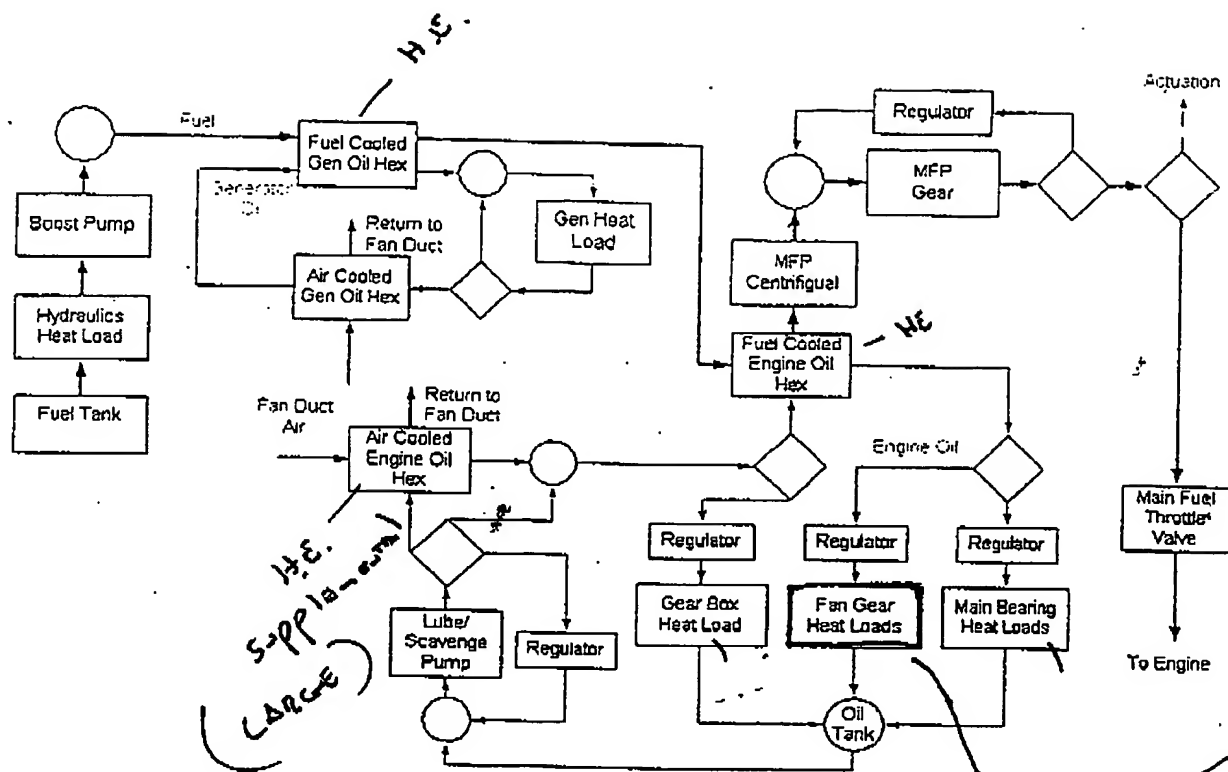 H.E.
Actuation
Fuel
Regulator
Fuel Cooled
Gen Oil Hex
MFP
Gear
Generator
Boost Pump
Return to
Fan Duct
Gen Heat
Load
Air Cooled
Gen Oil Hex
MFP
Centrifigual
Hydraulics
Heat Load
HE
Fuel Cooled
Engine Oil
Hex
Fuel Tank
Fan Duct
Air
Return to
Fan Duct
Air Cooled
Engine Oil
Hex
Engine Oil
Main Fuel
Throttle
Valve
H.E.
(LARGE)
Regulator
Regulator
Regulator
Lube/
Scavenge
Pump
Regulator
Gear Box
Heat Load
Fan Gear
Heat Loads
Main Bearing
Heat Loads
To Engine
Oil
Tank